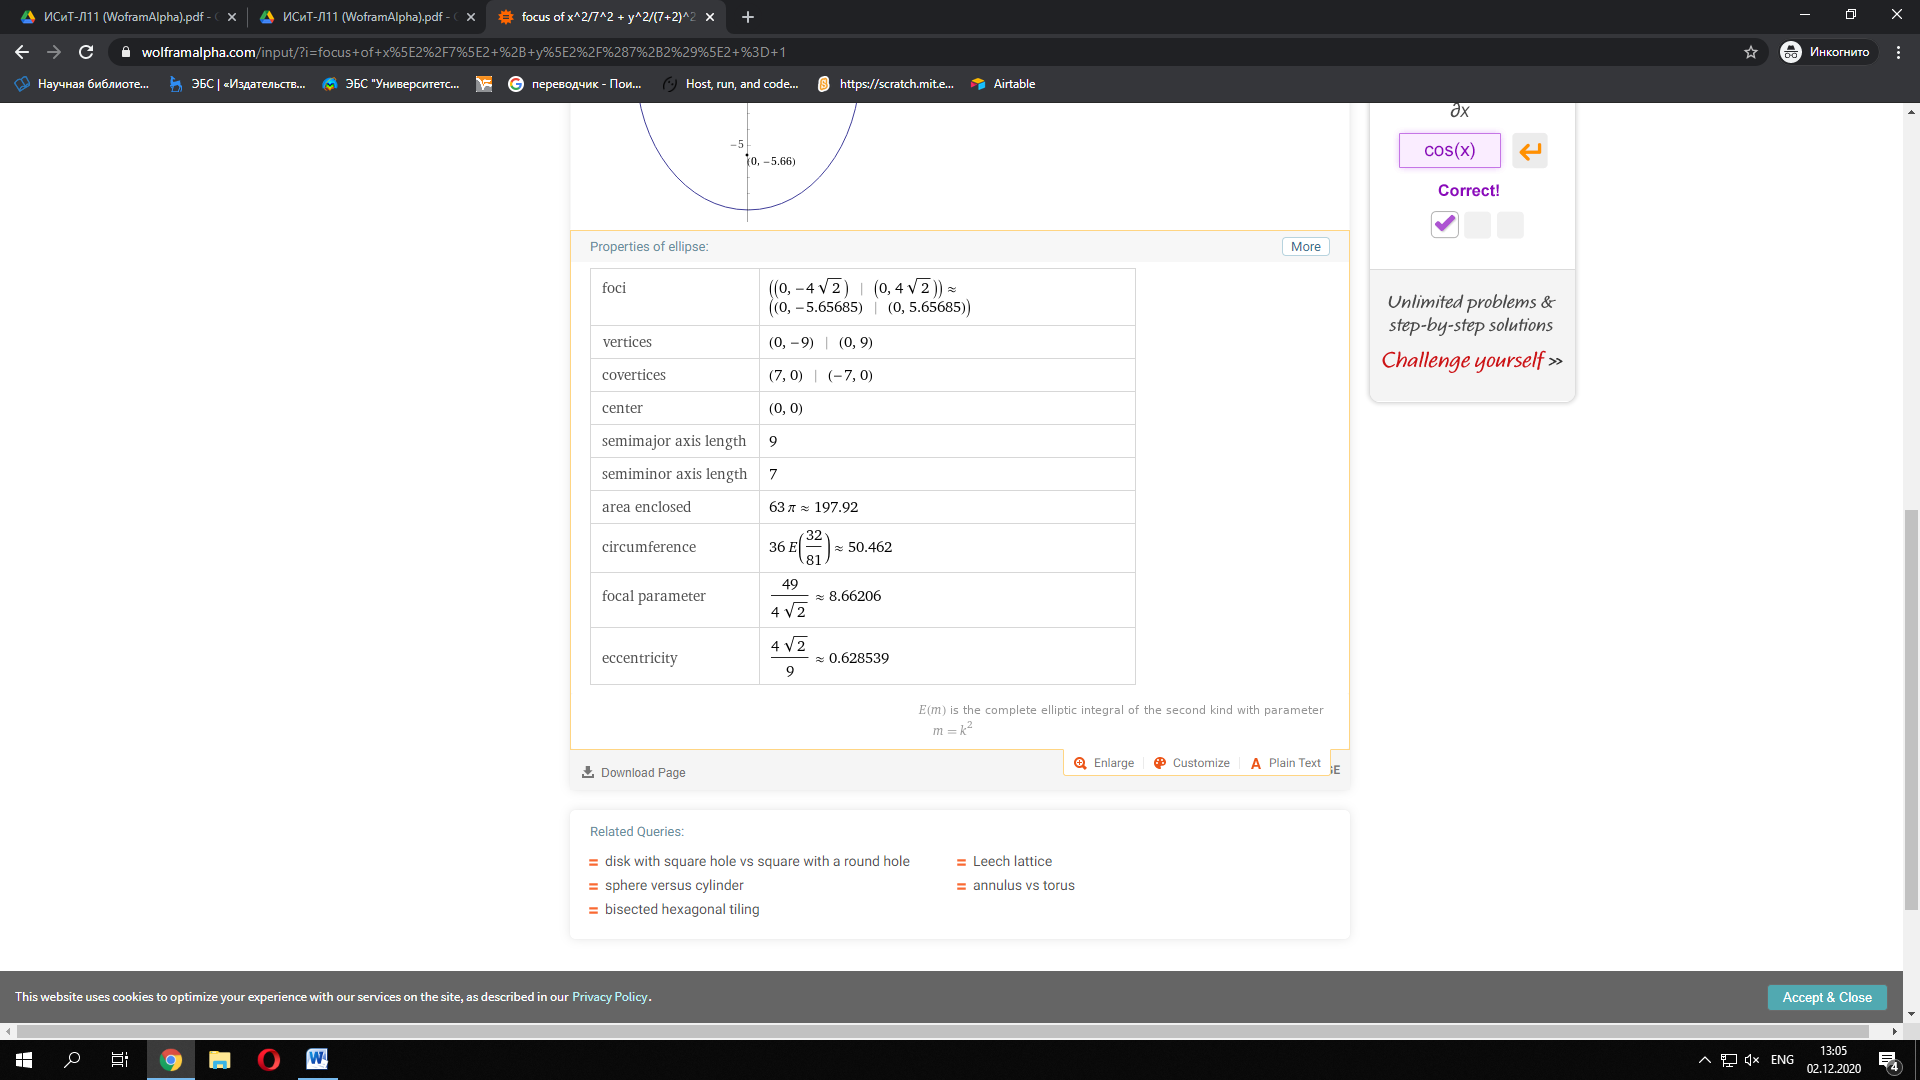 ИСиТ-Л11 (WoframAlpha).pdf -
ИСиТ-Л11 (WoframAlpha).pdf -
focus of x^2/7^2 + y^2/(7+2)^2
wolframalpha.com/input/?i=focus+of+x%5E2%2F7%5E2+%2B+y%5E2%2F%287%2B2%29%5E2+%3D+1
Инкогнито
Научная библиоте...
ЭБС | «Издательств...
ЭБС "Университетс...
переводчик - Пои...
Host, run, and code...
https://scratch.mit.e...
Airtable
−5
(0, −5.66)
∂x
cos(x)
Correct!
Unlimited problems &
step-by-step solutions
Challenge yourself >>
Properties of ellipse:
More
foci ((0, −4 √2) | (0, 4 √2)) ≈
((0, −5.65685) | (0, 5.65685))
vertices (0, −9) | (0, 9)
covertices (7, 0) | (−7, 0)
center (0, 0)
semimajor axis length 9
semiminor axis length 7
area enclosed 63 π ≈ 197.92
circumference 36 E(32/81) ≈ 50.462
focal parameter 49/(4 √2) ≈ 8.66206
eccentricity 4 √2/9 ≈ 0.628539
E(m) is the complete elliptic integral of the second kind with parameter
m = k²
Download Page
Enlarge
Customize
A Plain Text
Related Queries:
= disk with square hole vs square with a round hole
= Leech lattice
= sphere versus cylinder
= annulus vs torus
= bisected hexagonal tiling
This website uses cookies to optimize your experience with our services on the site, as described in our Privacy Policy.
Accept & Close
ENG
13:05
02.12.2020
4